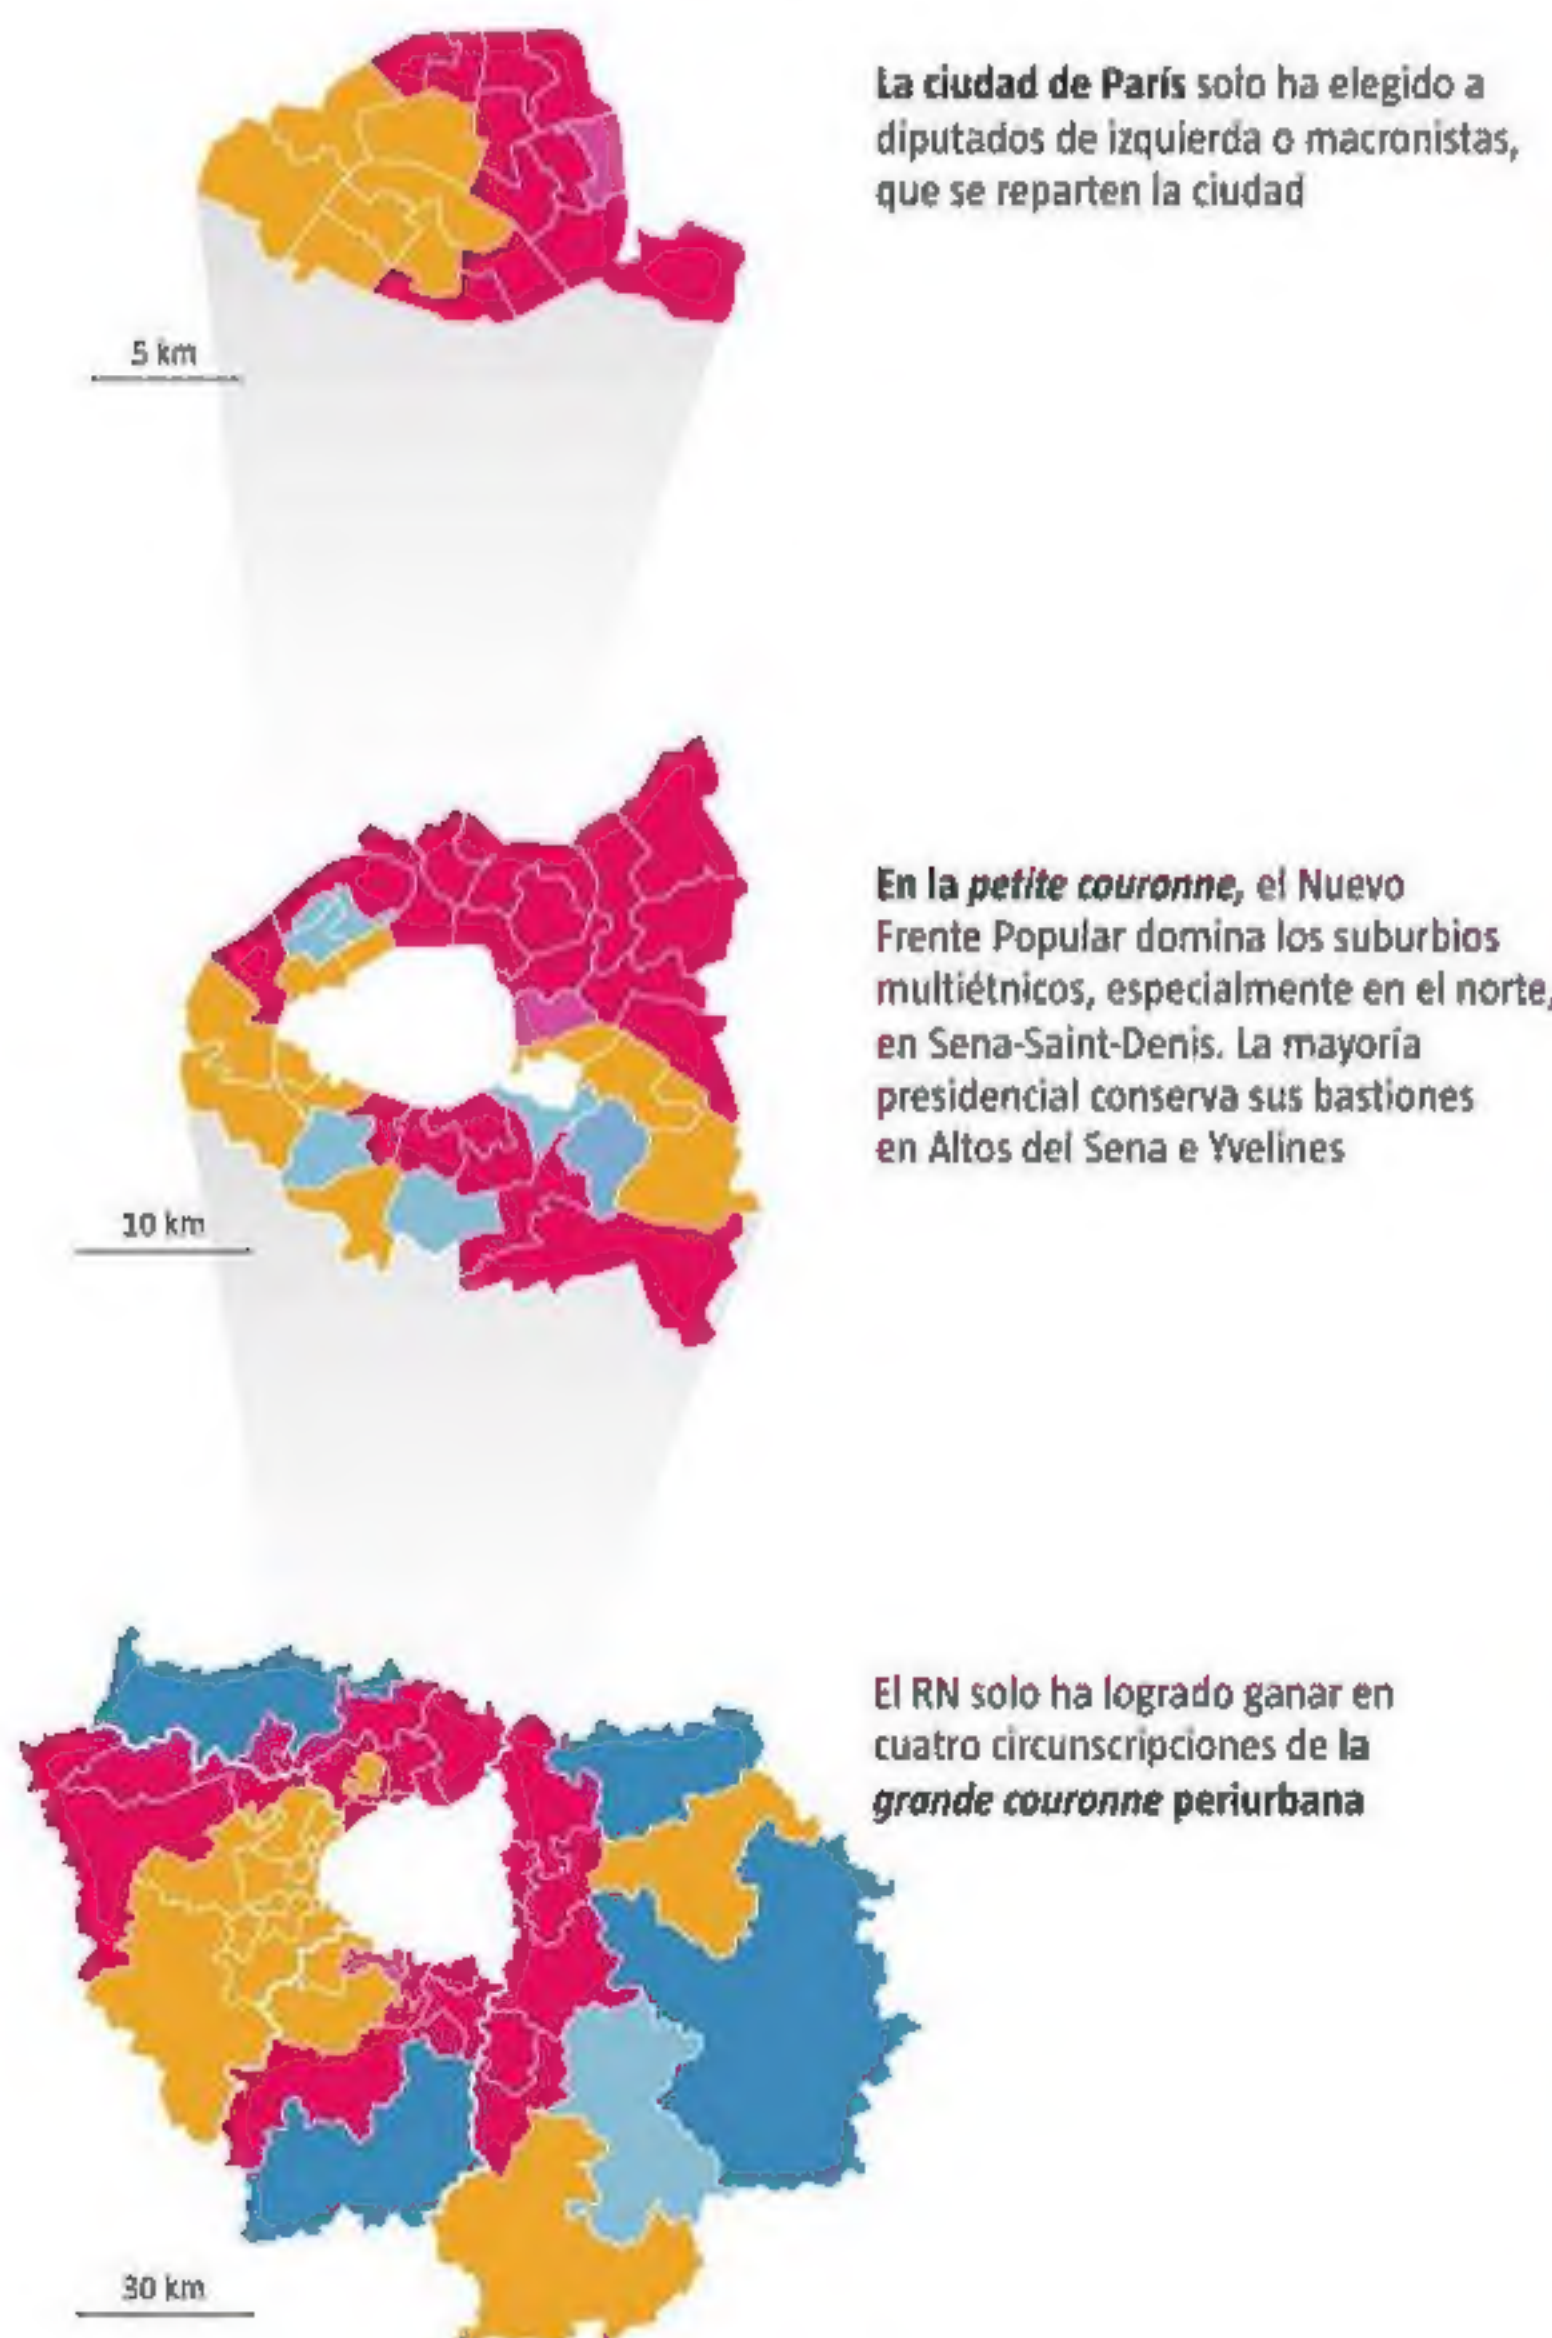 La ciudad de París solo ha elegido a
diputados de izquierda o macronistas,
que se reparten la ciudad
5 km
En la petite couronne, el Nuevo
Frente Popular domina los suburbios
multiétnicos, especialmente en el norte,
en Sena-Saint-Denis. La mayoría
presidencial conserva sus bastiones
en Altos del Sena e Yvelines
10 km
El RN solo ha logrado ganar en
cuatro circunscripciones de la
grande couronne periurbana
30 km